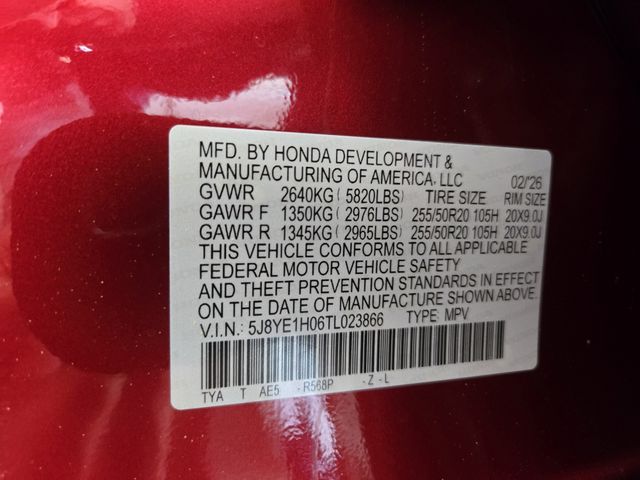 MFD. BY HONDA DEVELOPMENT &
MANUFACTURING OF AMERICA, LLC 02/'26
GVWR 2640KG( 5820LBS) TIRE SIZE RIM SIZE
GAWR F 1350KG( 2976LBS) 255/50R20 105H 20X9.0J
GAWR R 1345KG( 2965LBS) 255/50R20 105H 20X9.0J
THIS VEHICLE CONFORMS TO ALL APPLICABLE
FEDERAL MOTOR VEHICLE SAFETY
AND THEFT PREVENTION STANDARDS IN EFFECT
ON THE DATE OF MANUFACTURE SHOWN ABOVE.
V.I.N.: 5J8YE1H06TL023866 TYPE: MPV
TYA T AE5 -R568P -Z-L